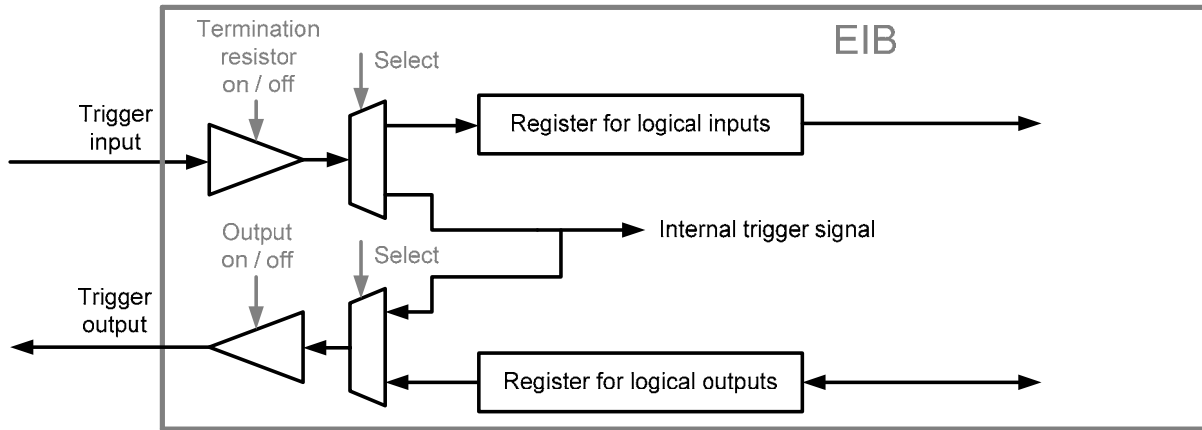 EIB
Termination
resistor
on / off
Select
Trigger
input
Register for logical inputs
Internal trigger signal
Output
on / off
Select
Trigger
output
Register for logical outputs